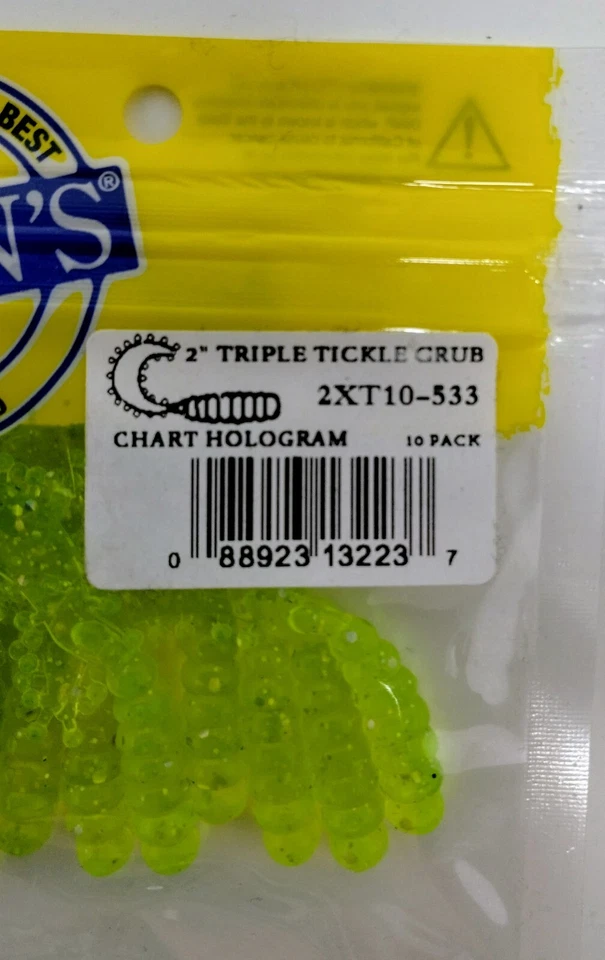 BEST
N'S®
2" TRIPLE TICKLE GRUB
2XT10-533
CHART HOLOGRAM 10 PACK
0 88923 13223 7